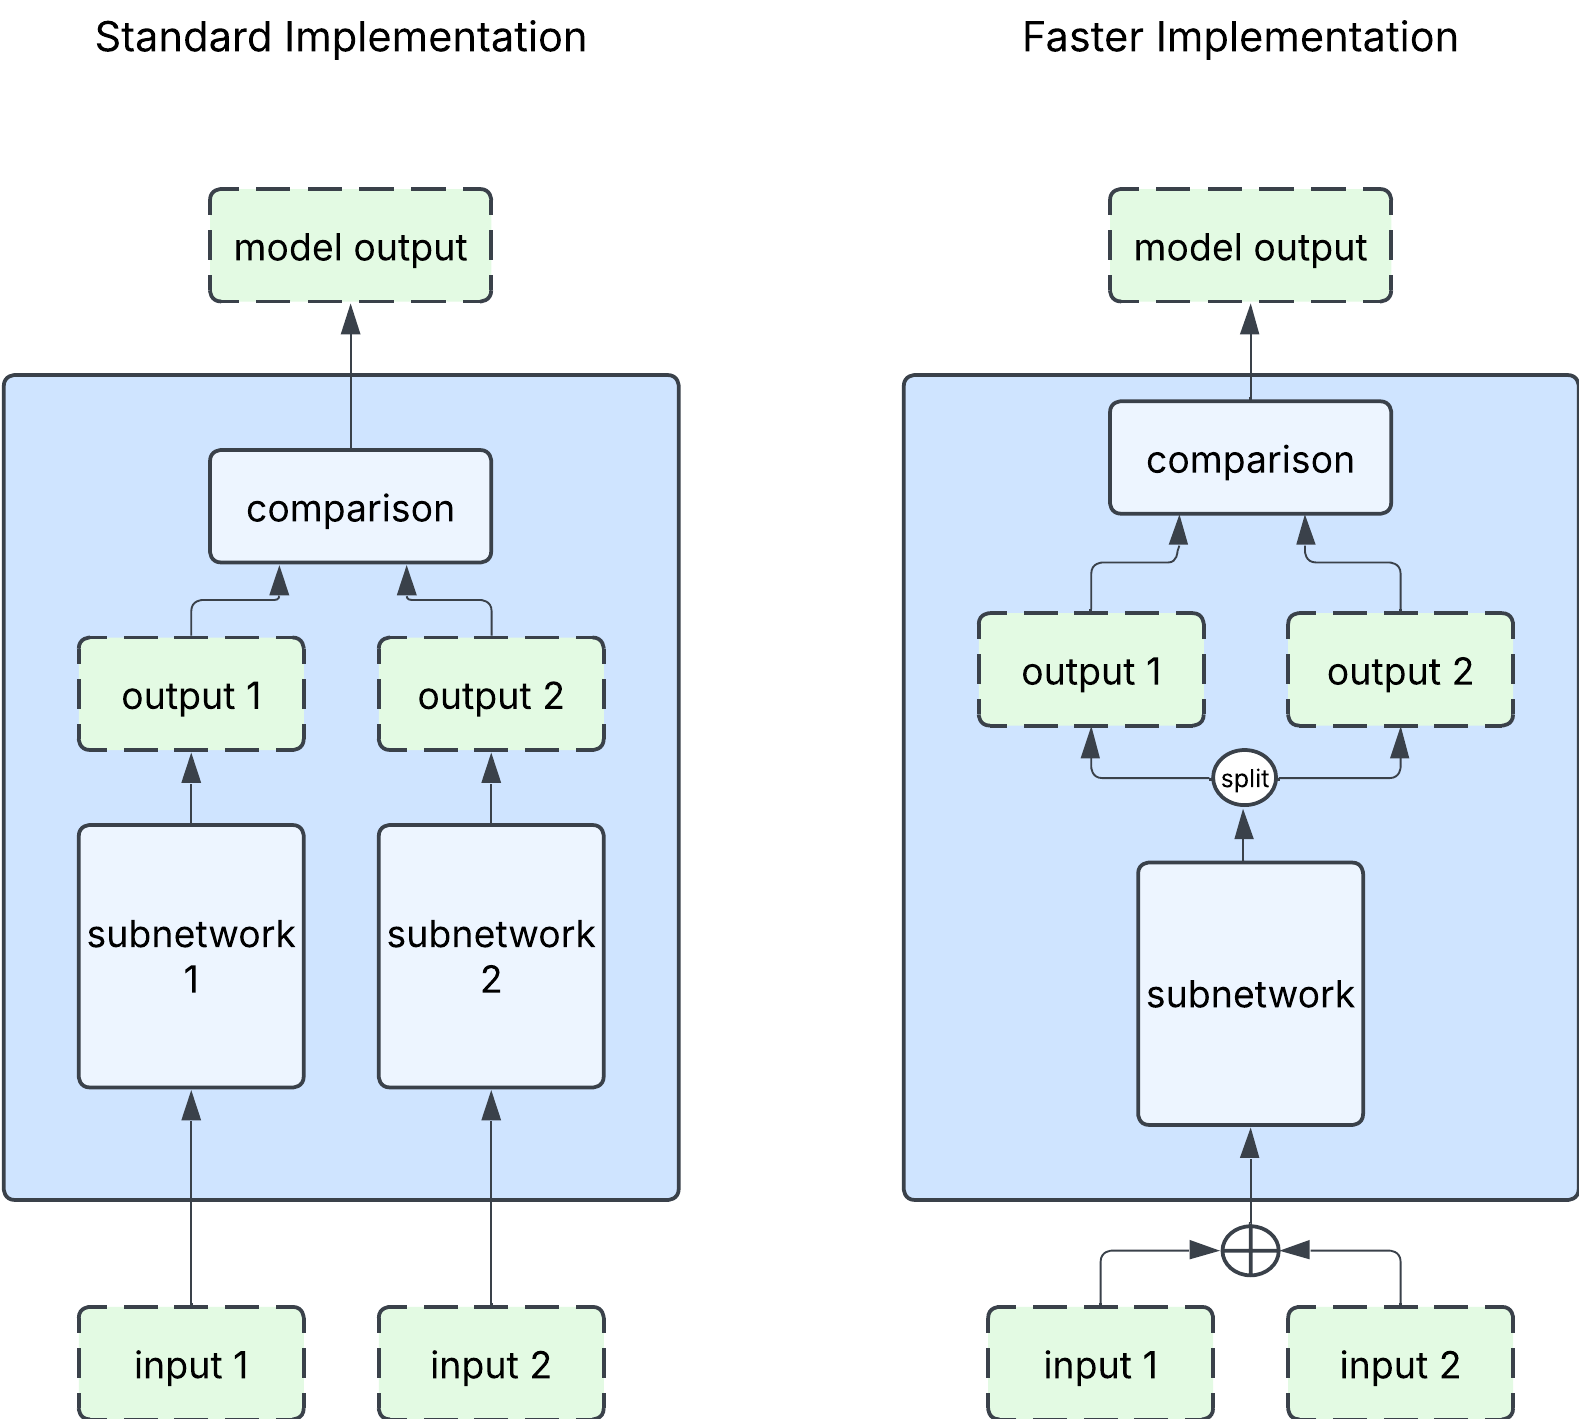 Standard Implementation
model output
comparison
output 1
output 2
subnetwork
1
subnetwork
2
input 1
input 2
Faster Implementation
model output
comparison
output 1
output 2
split
subnetwork
input 1
input 2